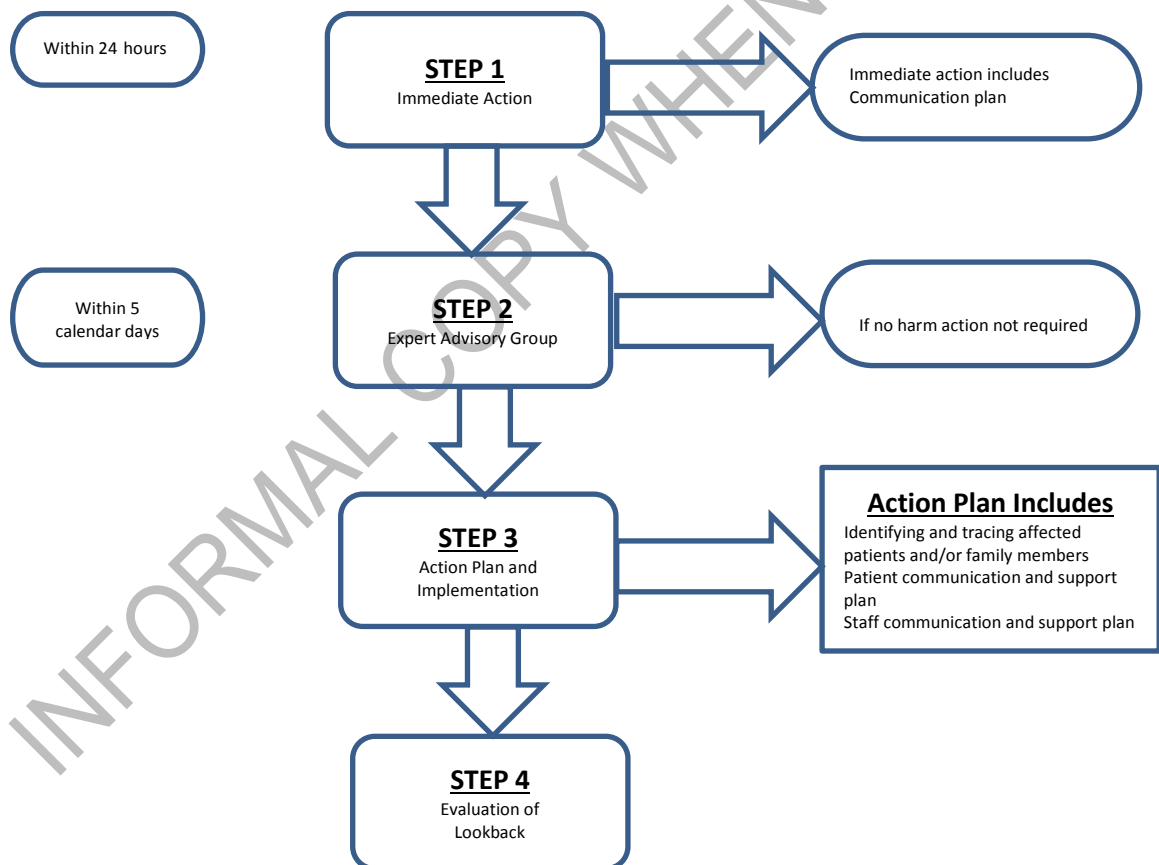 Within 24 hours
STEP 1
Immediate Action
Immediate action includes
Communication plan
Within 5
calendar days
STEP 2
Expert Advisory Group
If no harm action not required
STEP 3
Action Plan and
Implementation
Action Plan Includes
Identifying and tracing affected
patients and/or family members
Patient communication and support
plan
Staff communication and support plan
STEP 4
Evaluation of
Lookback
INFORMAL COPY WHEN